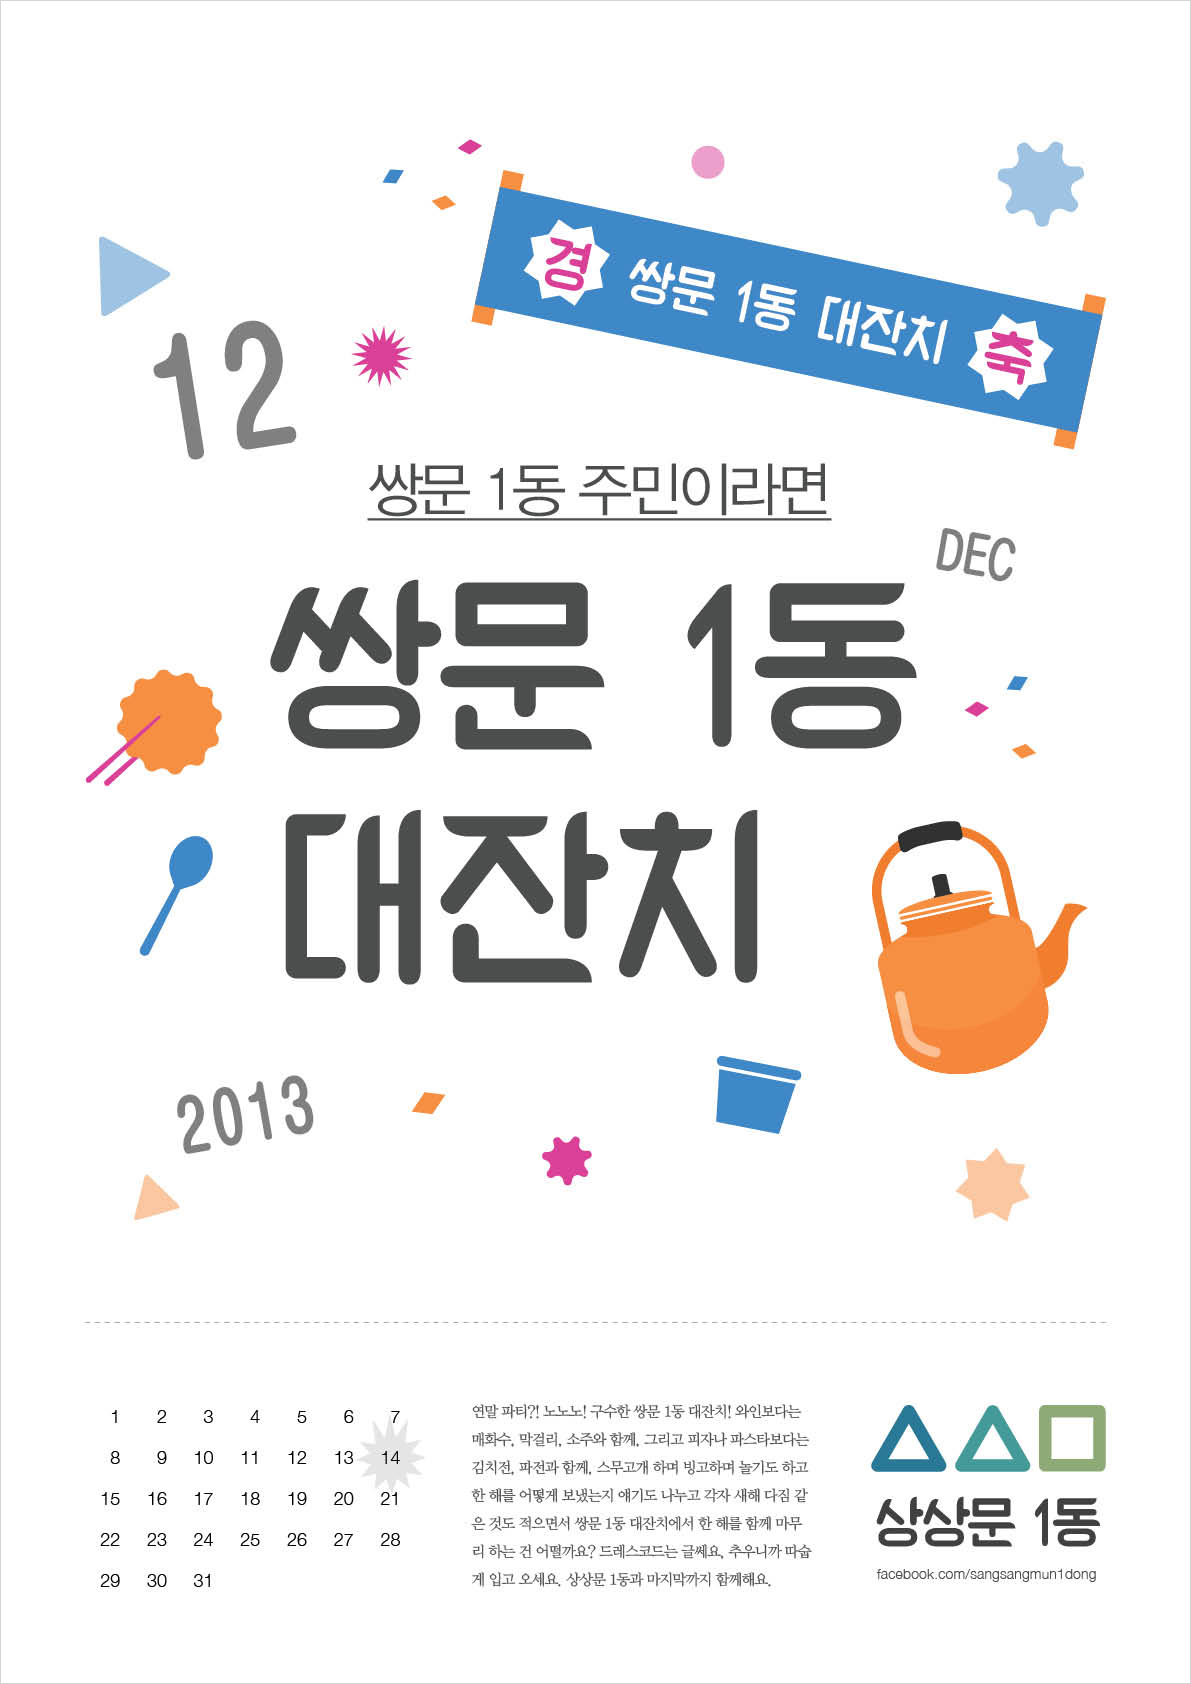 경 쌍문 1동 대잔치 축
12
쌍문 1동 주민이라면
DEC
쌍문 1동
대잔치
2013
1 2 3 4 5 6 7
8 9 10 11 12 13 14
15 16 17 18 19 20 21
22 23 24 25 26 27 28
29 30 31
연말 파티?! 노노노! 구수한 쌍문 1동 대잔치! 와인보다는
매화수, 막걸리, 소주와 함께, 그리고 피자나 파스타보다는
김치전, 파전과 함께, 스무고개 하며 빙고하며 놀기도 하고
한 해를 어떻게 보냈는지 얘기도 나누고 각자 새해 다짐 같
은 것도 적으면서 쌍문 1동 대잔치에서 한 해를 함께 마무
리 하는 건 어떨까요? 드레스코드는 글쎄요, 추우니까 따숩
게 입고 오세요. 상상문 1동과 마지막까지 함께해요.
상상문 1동
facebook.com/sangsangmun1dong